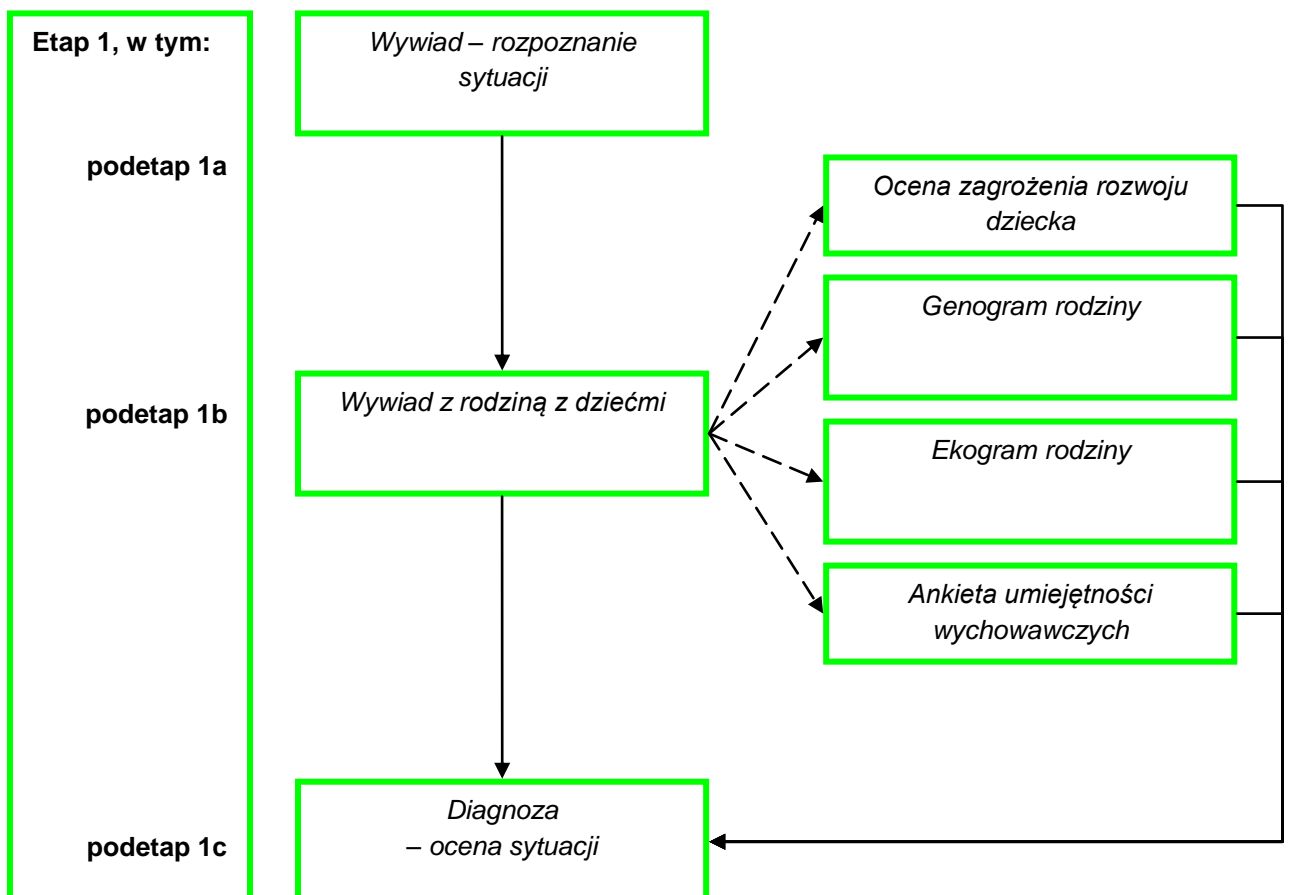 Etap 1, w tym:
podetap 1a
podetap 1b
podetap 1c
Wywiad – rozpoznanie
sytuacji
Wywiad z rodziną z dziećmi
Diagnoza
– ocena sytuacji
Ocena zagrożenia rozwoju
dziecka
Genogram rodziny
Ekogram rodziny
Ankieta umiejętności
wychowawczych